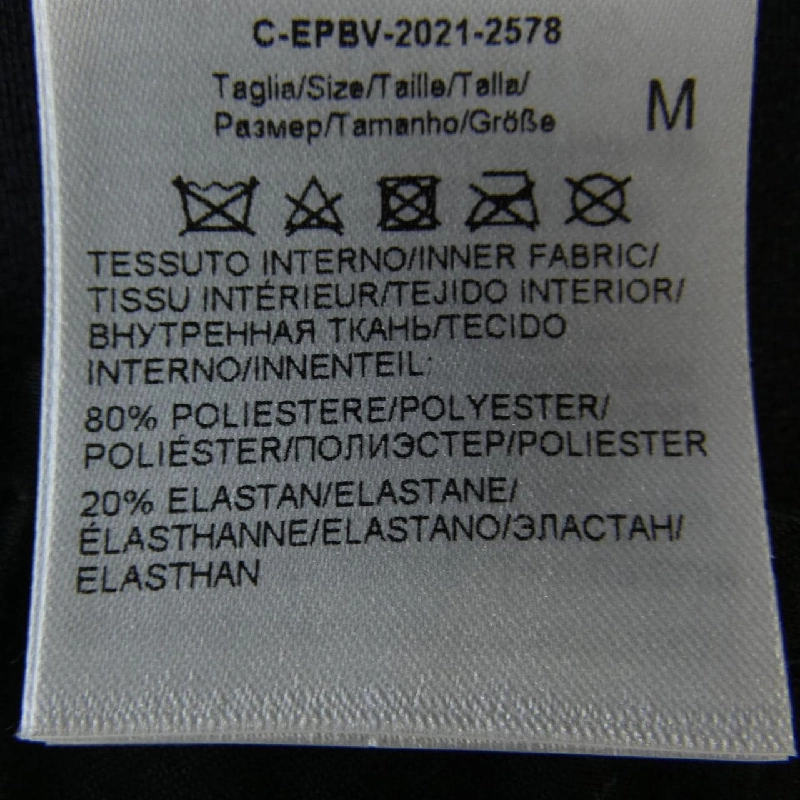 C-EPBV-2021-2578
Taglia/Size/Taille/Talla/
Размер/Tamanho/Größe M
TESSUTO INTERNO/INNER FABRIC/
TISSU INTÉRIEUR/TEJIDO INTERIOR/
ВНУТРЕННАЯ ТКАНЬ/TECIDO
INTERNO/INNENTEIL:
80% POLIESTERE/POLYESTER/
POLIÉSTER/ПОЛИЭСТЕР/POLIESTER
20% ELASTAN/ELASTANE/
ÉLASTHANNE/ELASTANO/ЭЛАСТАН/
ELASTHAN